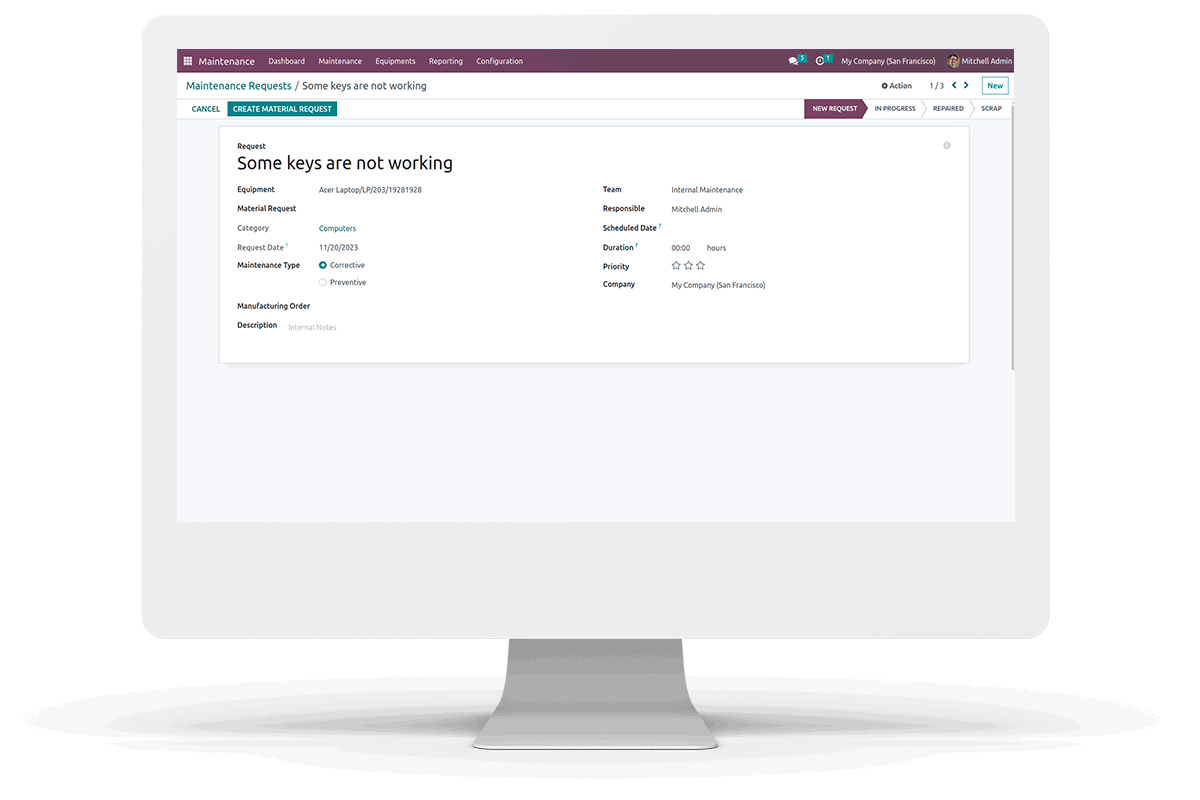 Maintenance Dashboard Maintenance Equipments Reporting Configuration 5 1 My Company (San Francisco) Mitchell Admin
Maintenance Requests / Some keys are not working Action 1 / 3 New
CANCEL CREATE MATERIAL REQUEST NEW REQUEST IN PROGRESS REPAIRED SCRAP
Request
Some keys are not working
Equipment Acer Laptop/LP/203/19281928
Material Request
Category Computers
Request Date ? 11/20/2023
Maintenance Type Corrective
Preventive
Manufacturing Order
Description Internal Notes
Team Internal Maintenance
Responsible Mitchell Admin
Scheduled Date ?
Duration ? 00:00 hours
Priority
Company My Company (San Francisco)